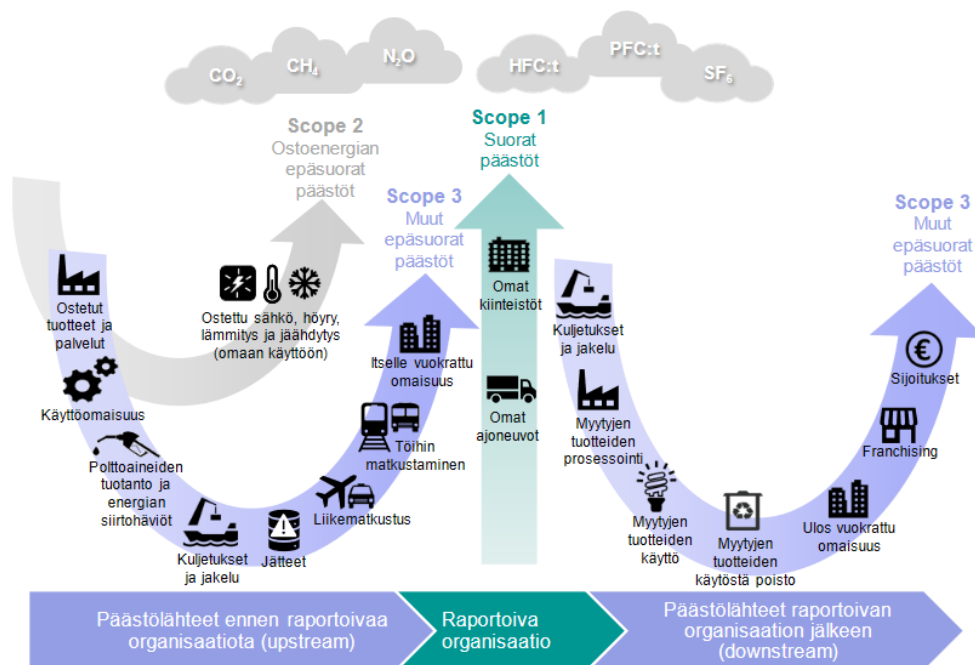 CO₂
CH₄
N₂O
HFC:t
PFC:t
SF₆
Scope 2
Ostoenergian
epäsuorat
päästöt
Scope 1
Suorat
päästöt
Scope 3
Muut
epäsuorat
päästöt
Scope 3
Muut
epäsuorat
päästöt
Ostetut
tuotteet ja
palvelut
Käyttöomaisuus
Polttoaineiden
tuotanto ja
energian
siirtohäviöt
Kuljetukset
ja jakelu
Jätteet
Liikematkustus
Töihin
matkustaminen
Itselle vuokrattu
omaisuus
Ostettu sähkö, höyry,
lämmitys ja jäähdytys
(omaan käyttöön)
Omat
kiinteistöt
Omat
ajoneuvot
Kuljetukset
ja jakelu
Myytyjen
tuotteiden
prosessointi
Myytyjen
tuotteiden
käyttö
Myytyjen
tuotteiden
käytöstä poisto
Ulos vuokrattu
omaisuus
Franchising
€
Sijoitukset
Päästölähteet ennen raportoivaa
organisaatiota (upstream)
Raportoiva
organisaatio
Päästölähteet raportoivan
organisaation jälkeen
(downstream)